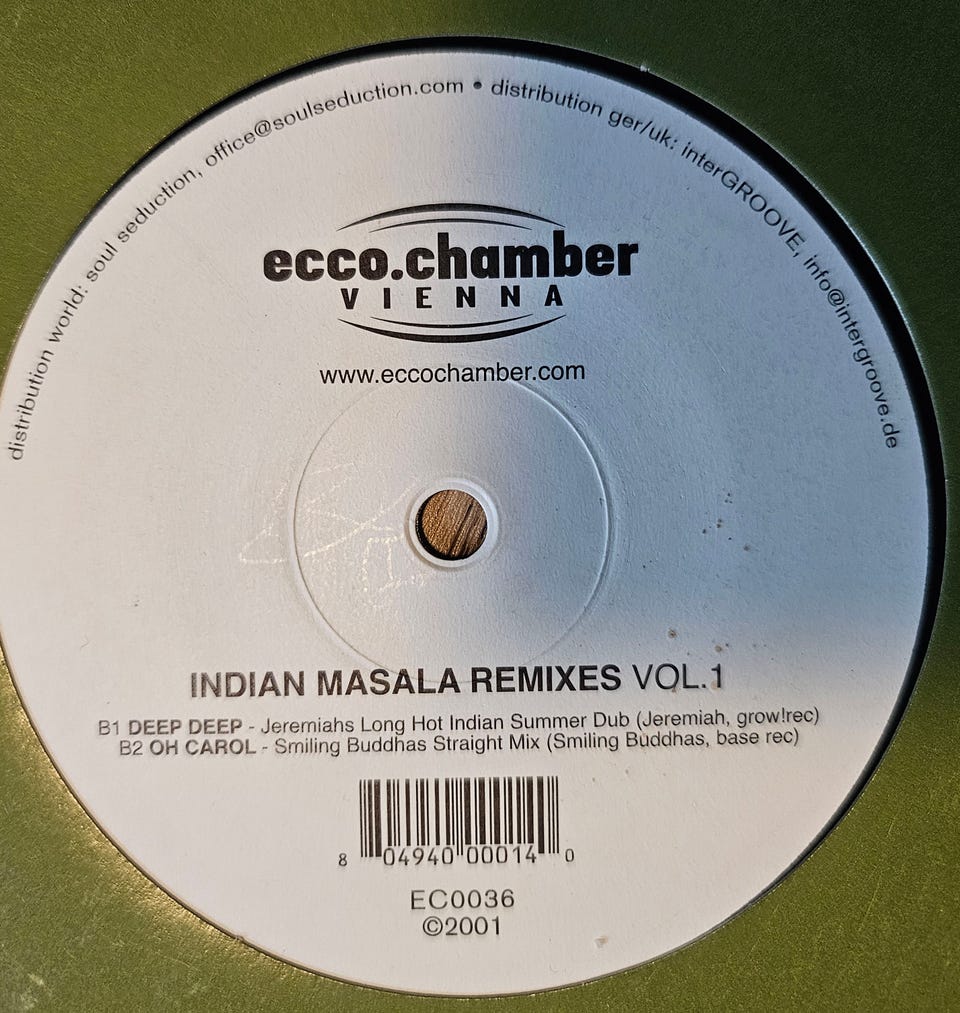 distribution world: soul seduction, office@soulseduction.com • distribution ger/uk: interGROOVE, info@intergroove.de
ecco.chamber
VIENNA
www.eccochamber.com
INDIAN MASALA REMIXES VOL.1
B1 DEEP DEEP - Jeremiahs Long Hot Indian Summer Dub (Jeremiah, grow!rec)
B2 OH CAROL - Smiling Buddhas Straight Mix (Smiling Buddhas, base rec)
8 04940 00014 0
EC0036
©2001